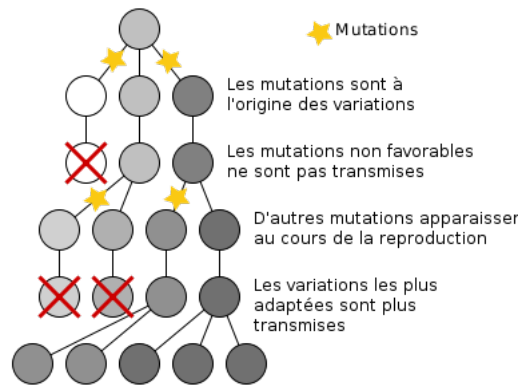 Mutations
Les mutations sont à
l'origine des variations
Les mutations non favorables
ne sont pas transmises
D'autres mutations apparaisser
au cours de la reproduction
Les variations les plus
adaptées sont plus
transmises